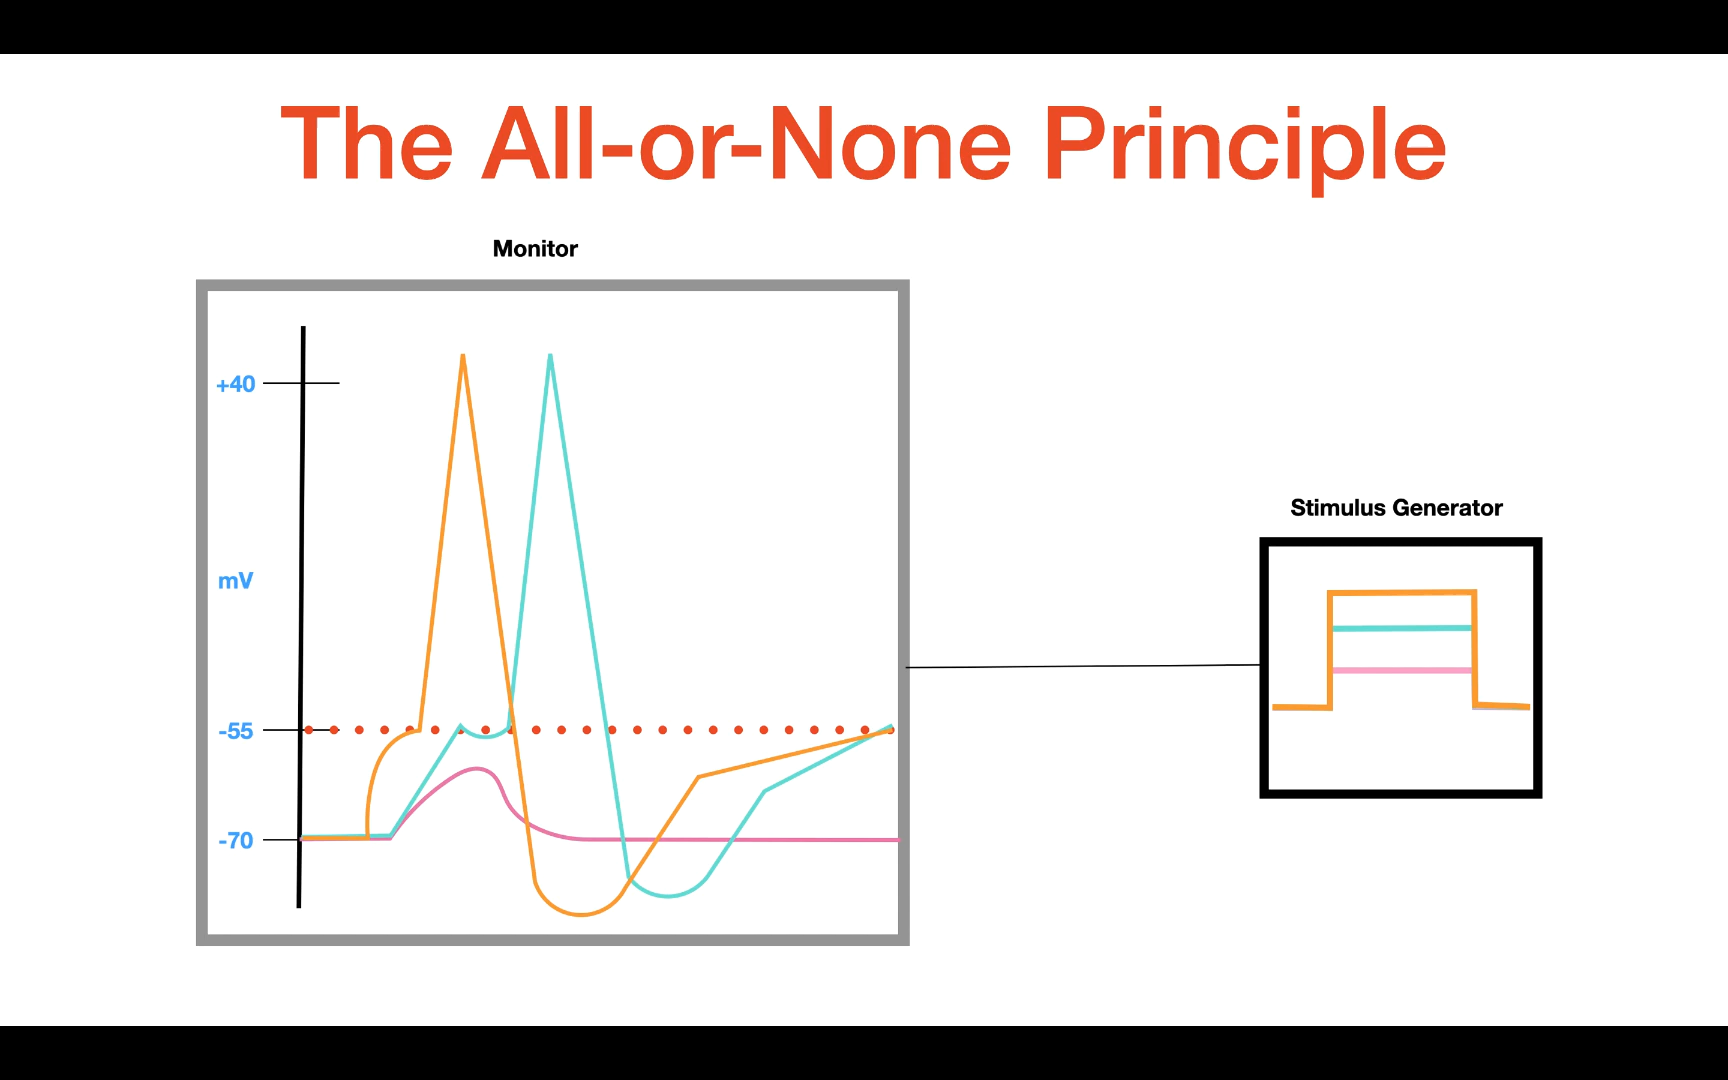 The All-or-None Principle
Monitor
+40
mV
-55
-70
Stimulus Generator